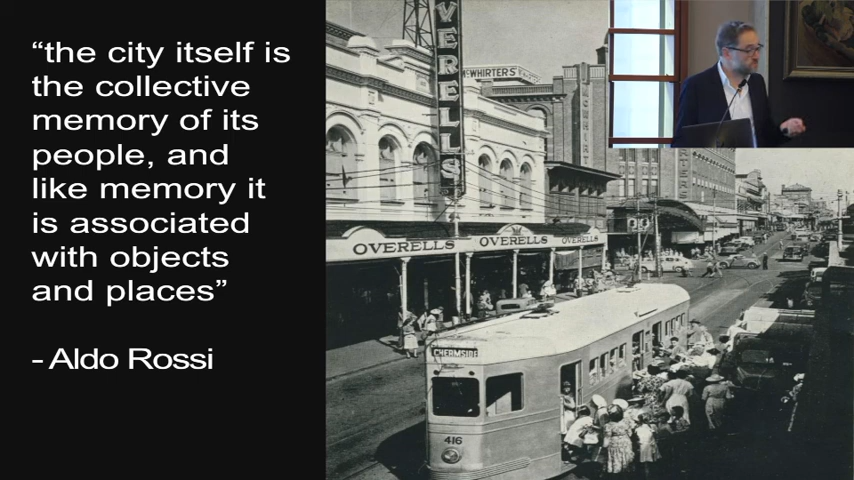 “the city itself is
the collective
memory of its
people, and
like memory it
is associated
with objects
and places”
- Aldo Rossi
OVERELLS
McWHIRTERS
OVERELLS OVERELLS OVERELLS
CHERMSIDE
416